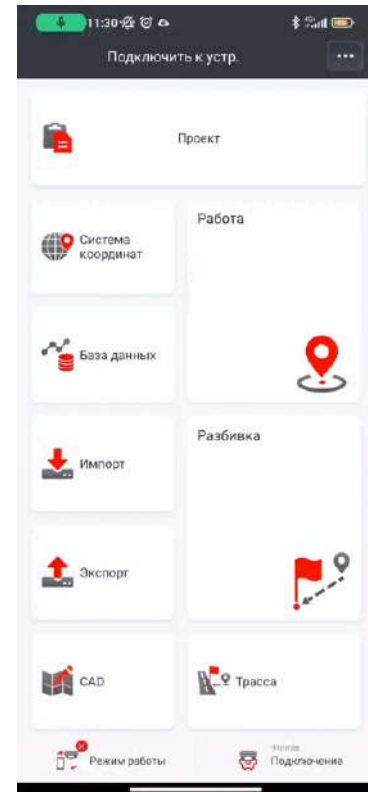 11:30
Подключить к устр.
Проект
Система
координат
Работа
База данных
Импорт
Разбивка
Экспорт
CAD
Трасса
Режим работы
Подключение